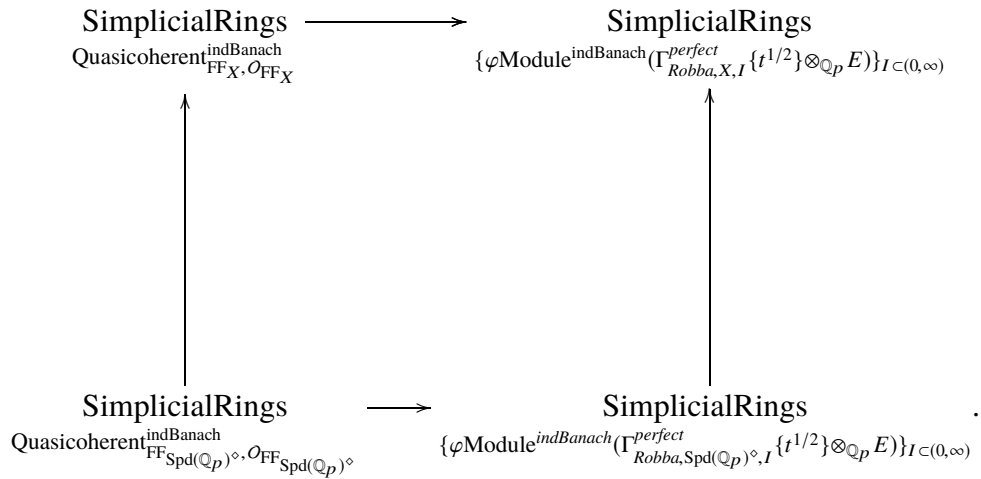 SimplicialRings ⟶ SimplicialRings
Quasicoherent^{indBanach}_{FF_X, O_{FF_X}} {φModule^{indBanach}(Γ^{perfect}_{Robba,X,I}{t^{1/2}}⊗_{ℚ_p}E)}_{I⊂(0,∞)}
SimplicialRings ⟶ SimplicialRings .
Quasicoherent^{indBanach}_{FF_{Spd(ℚ_p)^⋄}, O_{FF_{Spd(ℚ_p)^⋄}}} {φModule^{indBanach}(Γ^{perfect}_{Robba,Spd(ℚ_p)^⋄,I}{t^{1/2}}⊗_{ℚ_p}E)}_{I⊂(0,∞)}